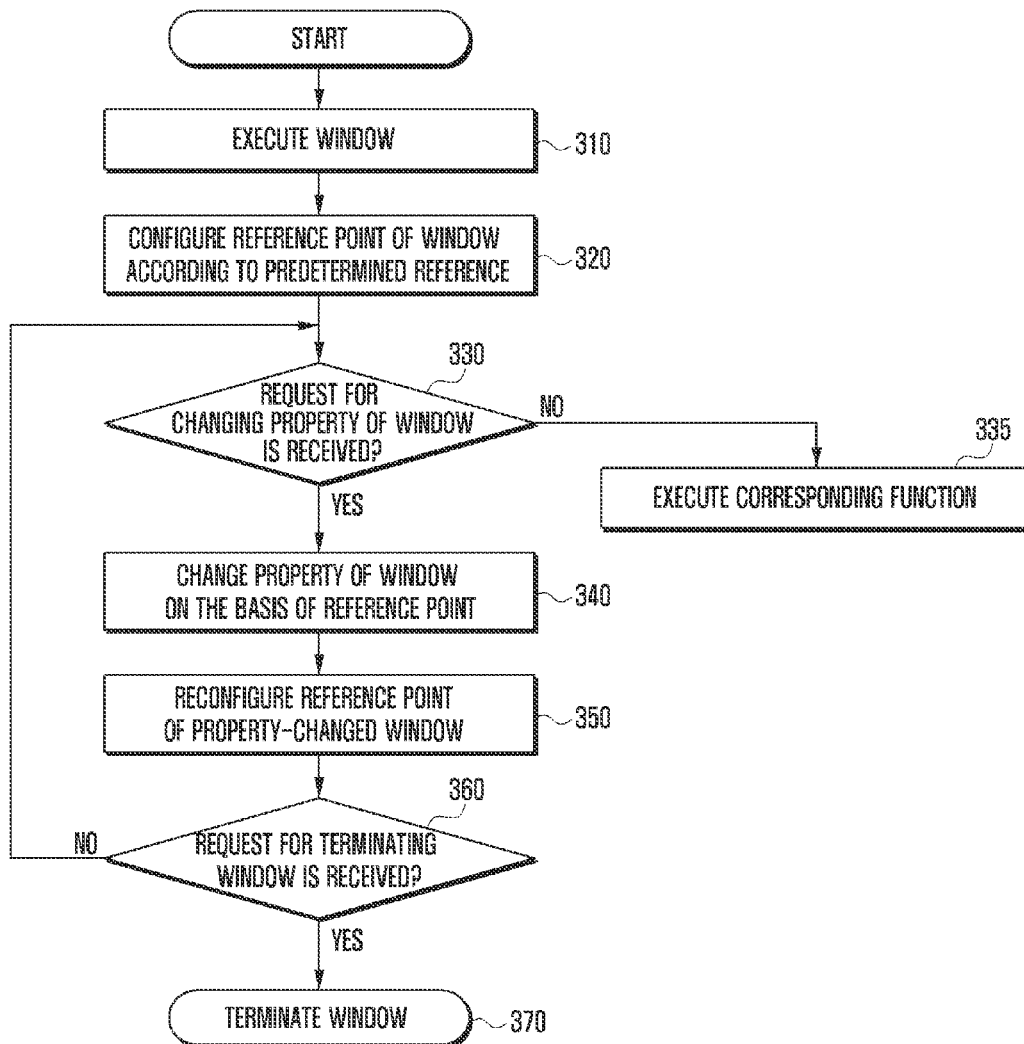 START
EXECUTE WINDOW
310
CONFIGURE REFERENCE POINT OF WINDOW
ACCORDING TO PREDETERMINED REFERENCE
320
330
REQUEST FOR
CHANGING PROPERTY OF WINDOW
IS RECEIVED?
NO
335
EXECUTE CORRESPONDING FUNCTION
YES
CHANGE PROPERTY OF WINDOW
ON THE BASIS OF REFERENCE POINT
340
RECONFIGURE REFERENCE POINT
OF PROPERTY-CHANGED WINDOW
350
360
NO
REQUEST FOR TERMINATING
WINDOW IS RECEIVED?
YES
TERMINATE WINDOW
370